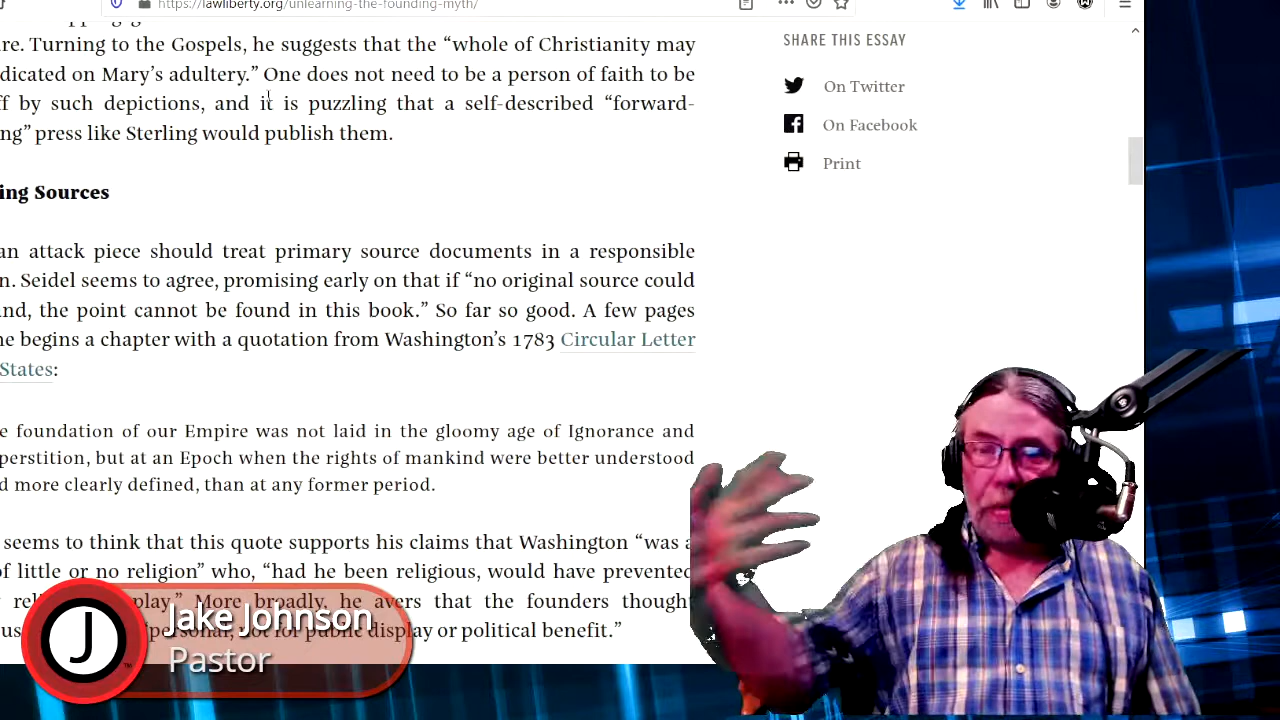 https://lawliberty.org/unlearning-the-founding-myth/
re. Turning to the Gospels, he suggests that the “whole of Christianity may
dicated on Mary’s adultery.” One does not need to be a person of faith to be
ff by such depictions, and it is puzzling that a self-described “forward-
ng” press like Sterling would publish them.
ing Sources
an attack piece should treat primary source documents in a responsible
n. Seidel seems to agree, promising early on that if “no original source could
und, the point cannot be found in this book.” So far so good. A few pages
he begins a chapter with a quotation from Washington’s 1783 Circular Letter
States:
e foundation of our Empire was not laid in the gloomy age of Ignorance and
perstition, but at an Epoch when the rights of mankind were better understood
d more clearly defined, than at any former period.
seems to think that this quote supports his claims that Washington “was a
of little or no religion” who, “had he been religious, would have prevented
play.” More broadly, he avers that the founders thought
personal, not for public display or political benefit.”
SHARE THIS ESSAY
On Twitter
On Facebook
Print
J
Jake Johnson
Pastor